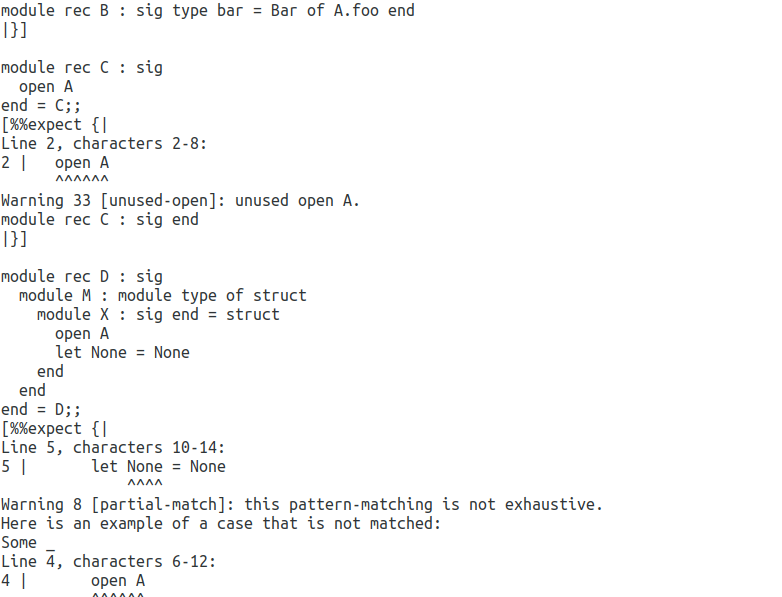 module rec B : sig type bar = Bar of A.foo end
|}]

module rec C : sig
  open A
end = C;;
[%%expect {|
Line 2, characters 2-8:
2 |   open A
      ^^^^^^
Warning 33 [unused-open]: unused open A.
module rec C : sig end
|}]

module rec D : sig
  module M : module type of struct
    module X : sig end = struct
      open A
      let None = None
    end
  end
end = D;;
[%%expect {|
Line 5, characters 10-14:
5 |       let None = None
              ^^^^
Warning 8 [partial-match]: this pattern-matching is not exhaustive.
Here is an example of a case that is not matched:
Some _
Line 4, characters 6-12:
4 |       open A
          ^^^^^^